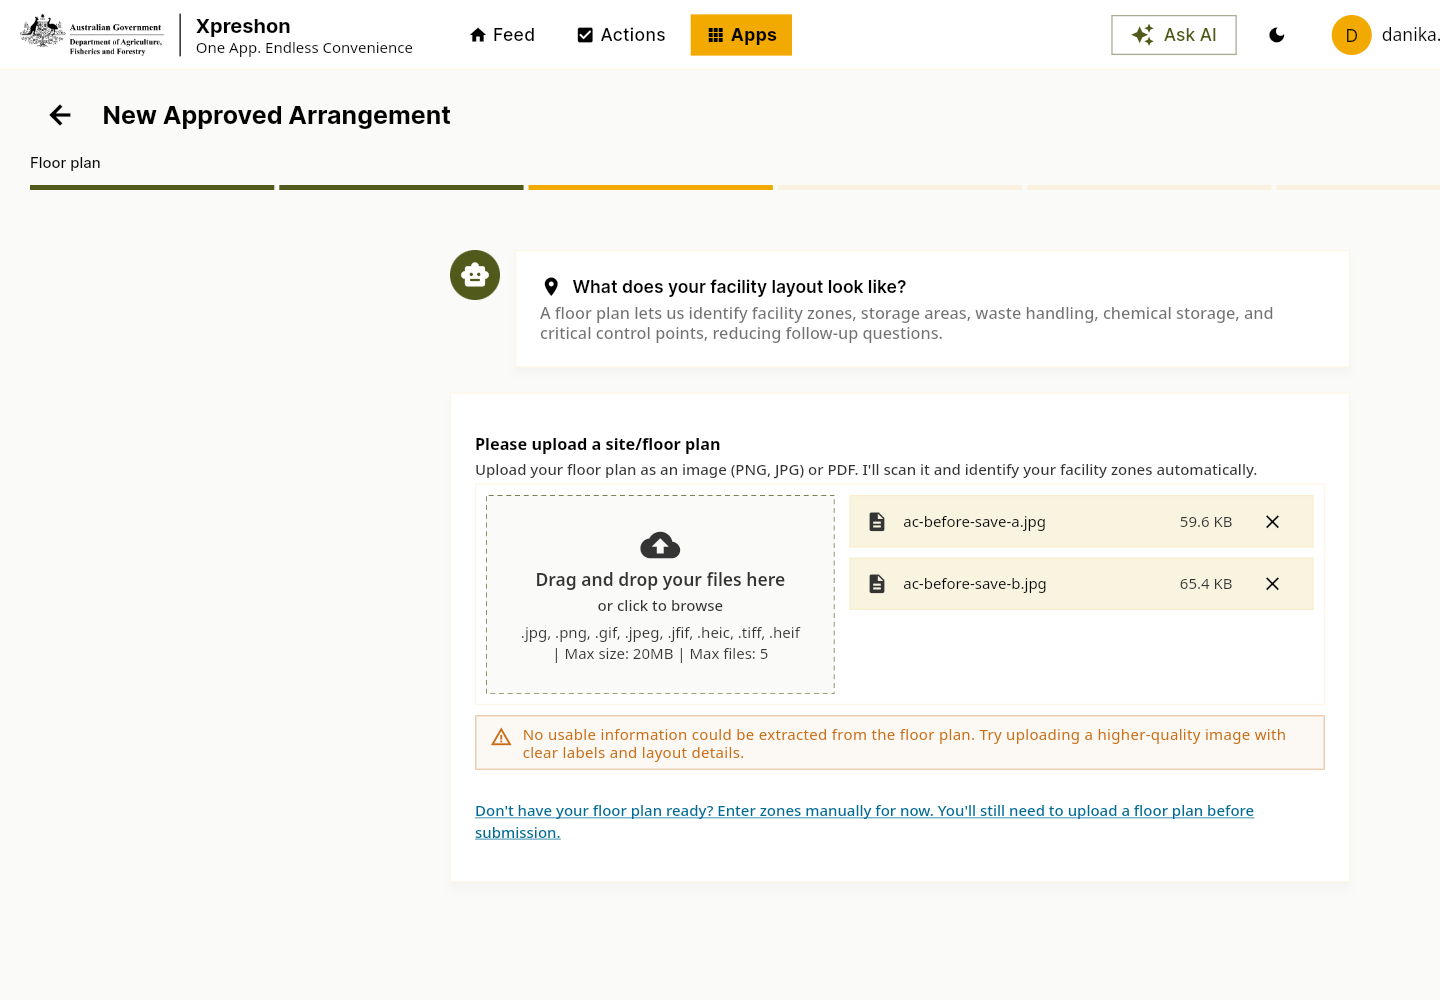 Australian Government
Department of Agriculture,
Fisheries and Forestry
Xpreshon
One App. Endless Convenience
Feed
Actions
Apps
Ask AI
D
danika.
New Approved Arrangement
Floor plan
What does your facility layout look like?
A floor plan lets us identify facility zones, storage areas, waste handling, chemical storage, and
critical control points, reducing follow-up questions.
Please upload a site/floor plan
Upload your floor plan as an image (PNG, JPG) or PDF. I'll scan it and identify your facility zones automatically.
Drag and drop your files here
or click to browse
.jpg, .png, .gif, .jpeg, .jfif, .heic, .tiff, .heif
| Max size: 20MB | Max files: 5
ac-before-save-a.jpg 59.6 KB
ac-before-save-b.jpg 65.4 KB
No usable information could be extracted from the floor plan. Try uploading a higher-quality image with
clear labels and layout details.
Don't have your floor plan ready? Enter zones manually for now. You'll still need to upload a floor plan before
submission.